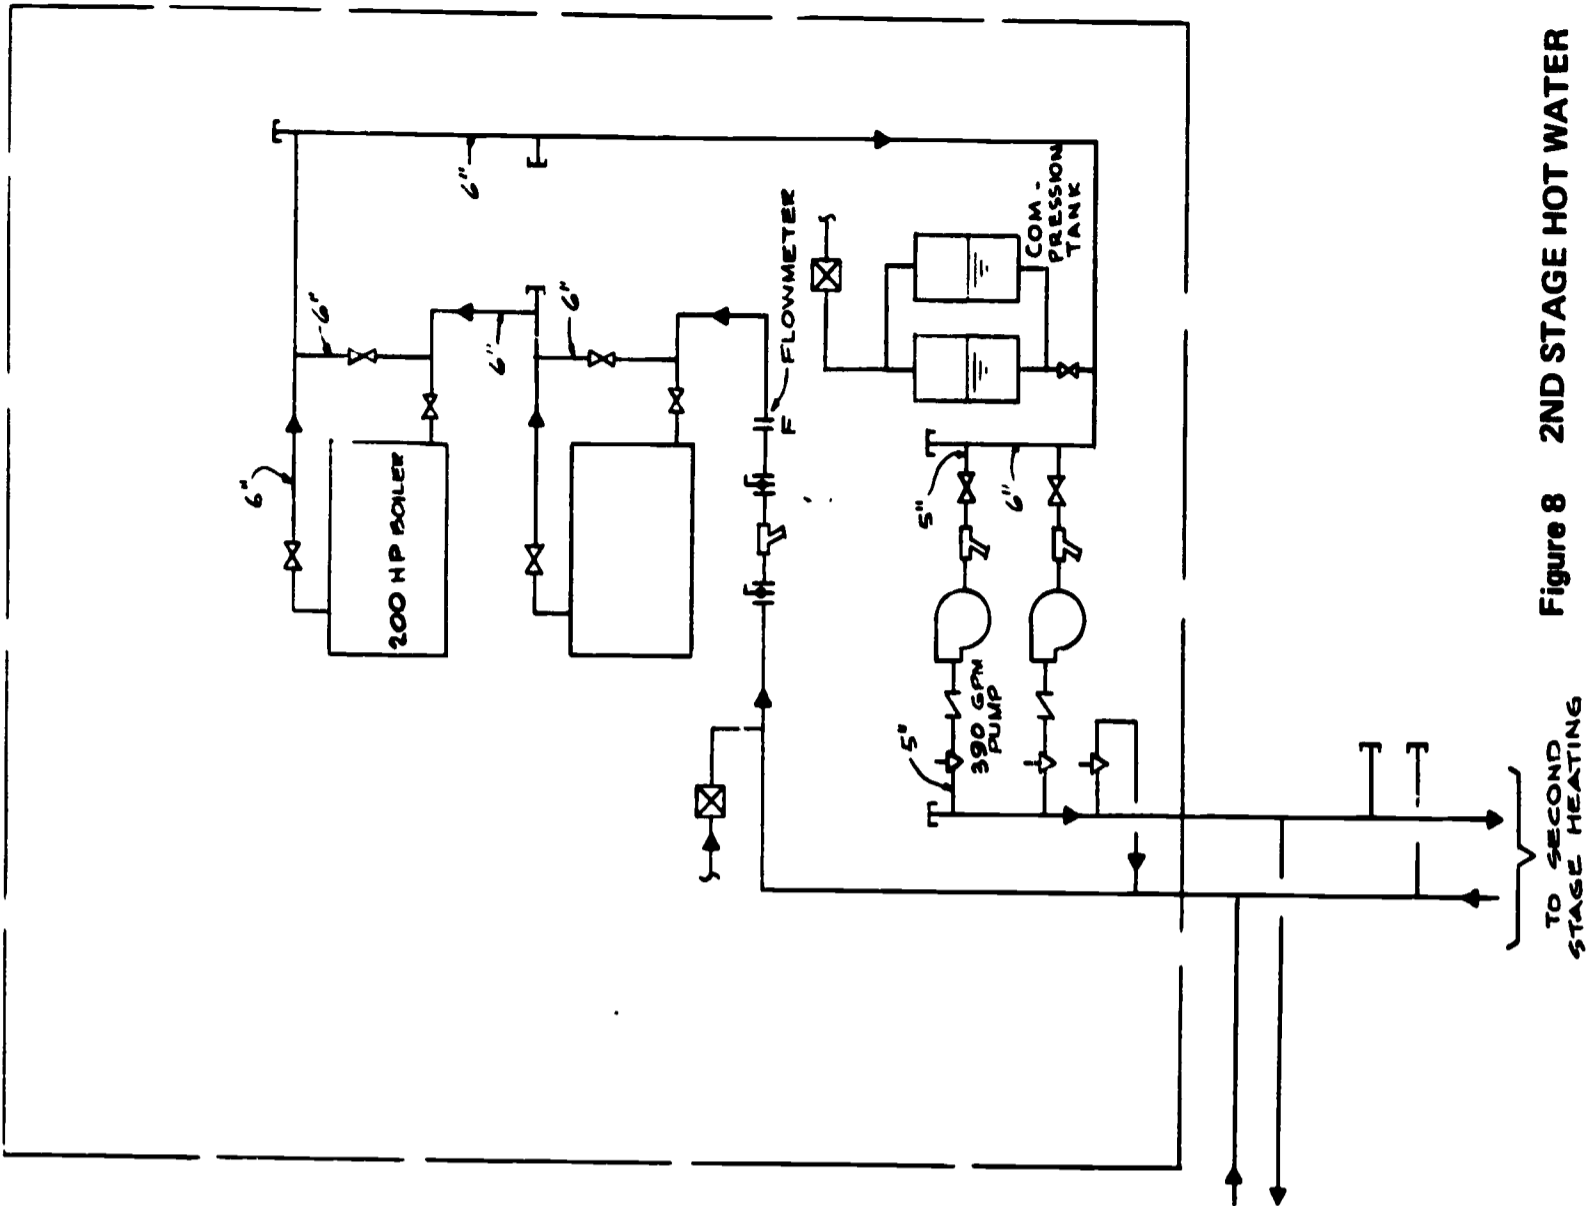 6"
6"
6"
200 HP BOILER
6"
6"
FLOWMETER
F
COM-
PRESSION
TANK
5"
6"
5"
390 GPM
PUMP
TO SECOND
STAGE HEATING
Figure 8 2ND STAGE HOT WATER